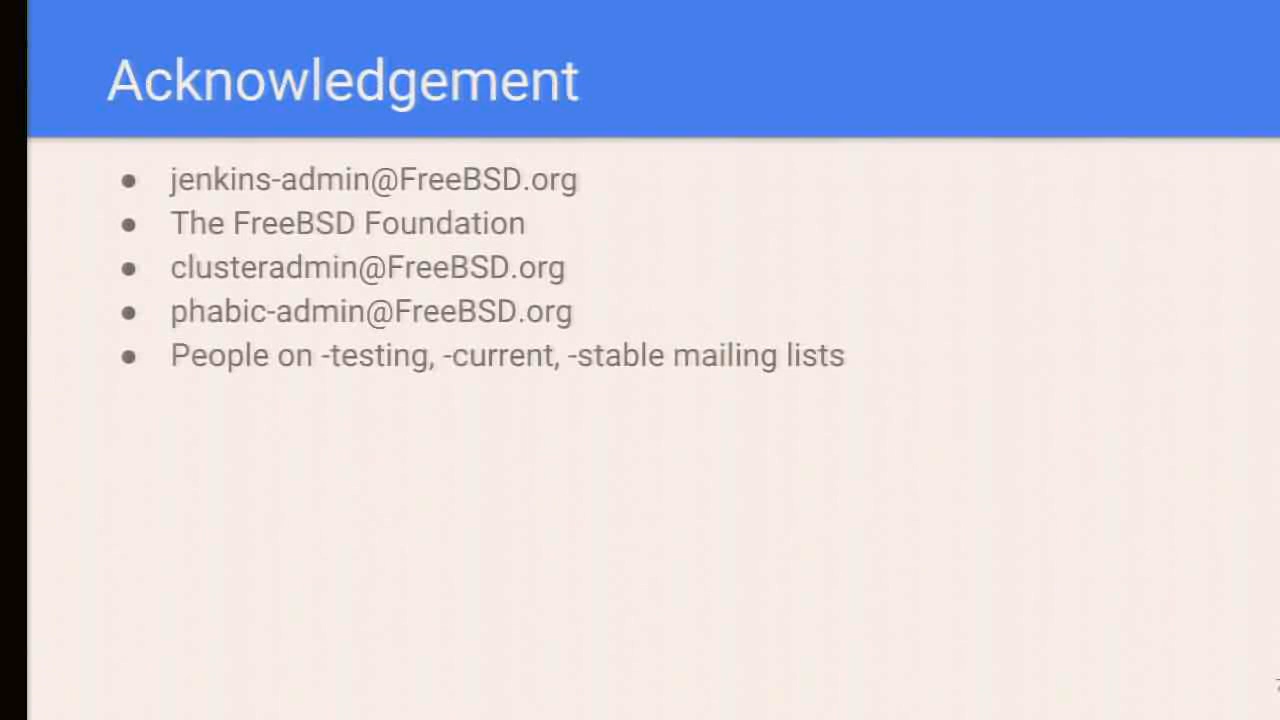 Acknowledgement
● jenkins-admin@FreeBSD.org
● The FreeBSD Foundation
● clusteradmin@FreeBSD.org
● phabic-admin@FreeBSD.org
● People on -testing, -current, -stable mailing lists